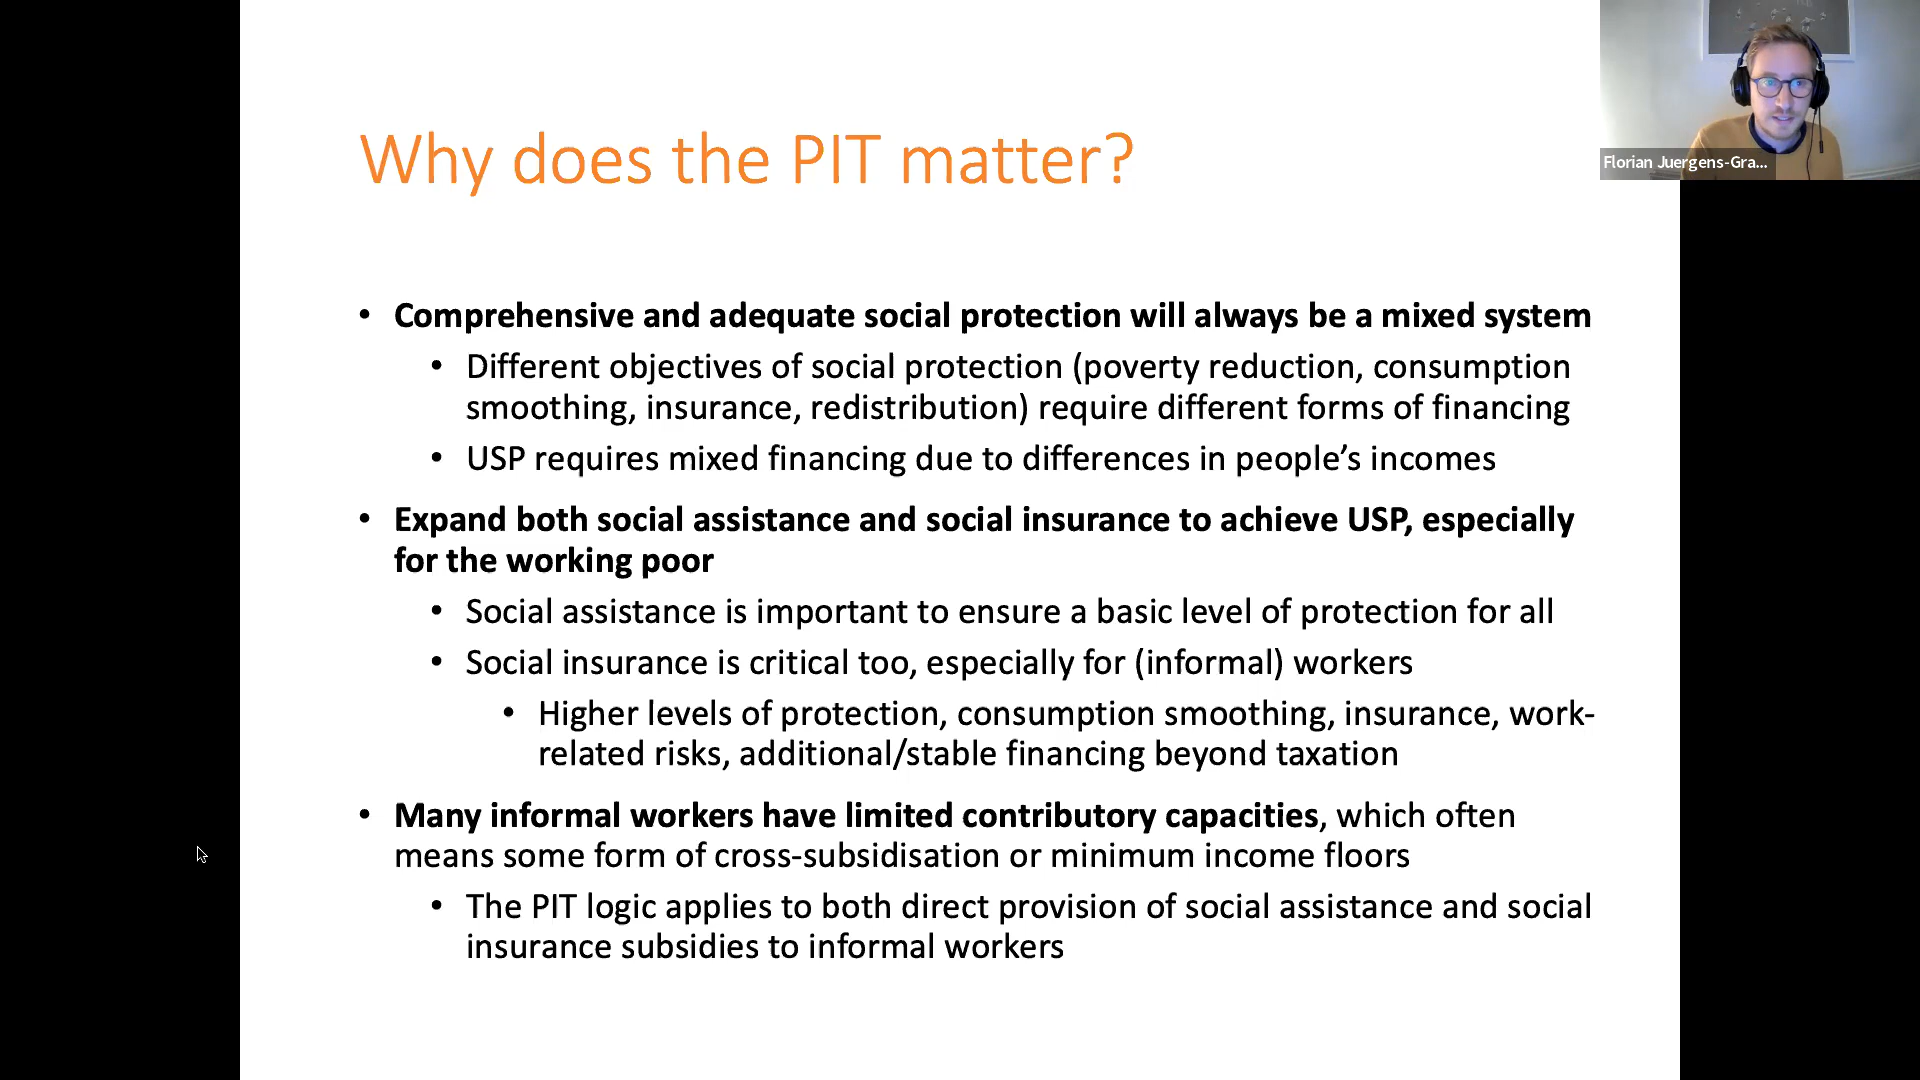 Why does the PIT matter?
Florian Juergens-Gra...
• Comprehensive and adequate social protection will always be a mixed system
• Different objectives of social protection (poverty reduction, consumption
smoothing, insurance, redistribution) require different forms of financing
• USP requires mixed financing due to differences in people’s incomes
• Expand both social assistance and social insurance to achieve USP, especially
for the working poor
• Social assistance is important to ensure a basic level of protection for all
• Social insurance is critical too, especially for (informal) workers
• Higher levels of protection, consumption smoothing, insurance, work-
related risks, additional/stable financing beyond taxation
• Many informal workers have limited contributory capacities, which often
means some form of cross-subsidisation or minimum income floors
• The PIT logic applies to both direct provision of social assistance and social
insurance subsidies to informal workers